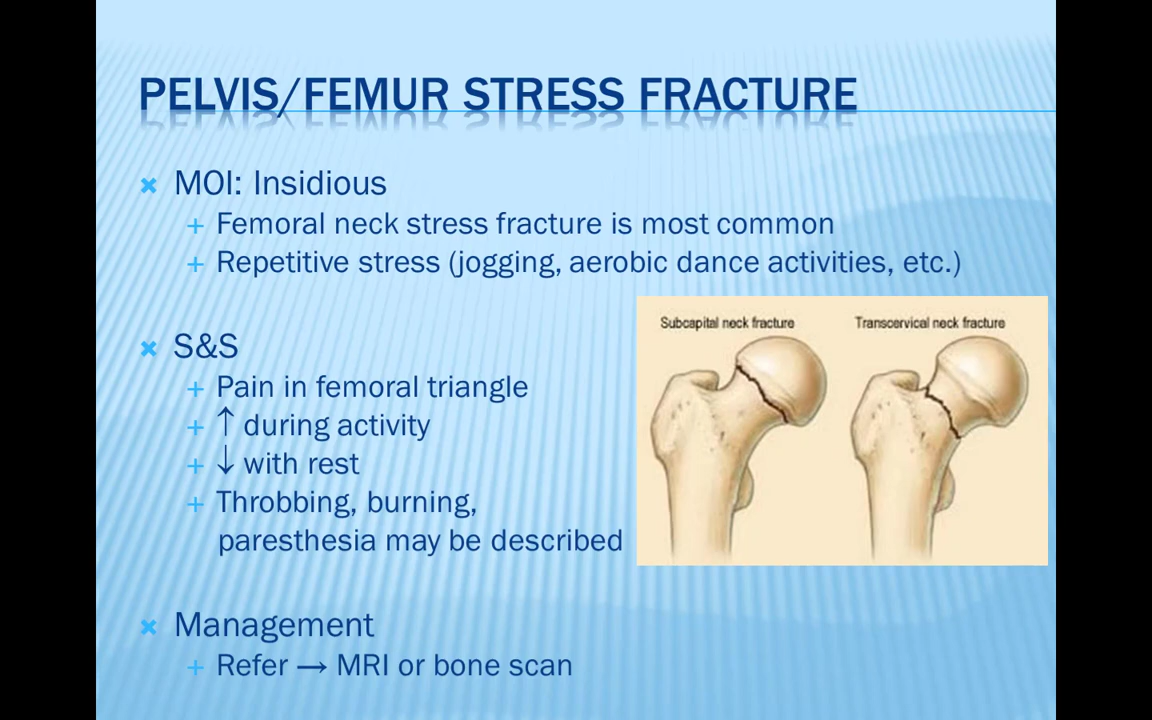 PELVIS/FEMUR STRESS FRACTURE
MOI: Insidious
Femoral neck stress fracture is most common
Repetitive stress (jogging, aerobic dance activities, etc.)
S&S
Pain in femoral triangle
↑ during activity
↓ with rest
Throbbing, burning,
paresthesia may be described
Subcapital neck fracture
Transcervical neck fracture
Management
Refer → MRI or bone scan